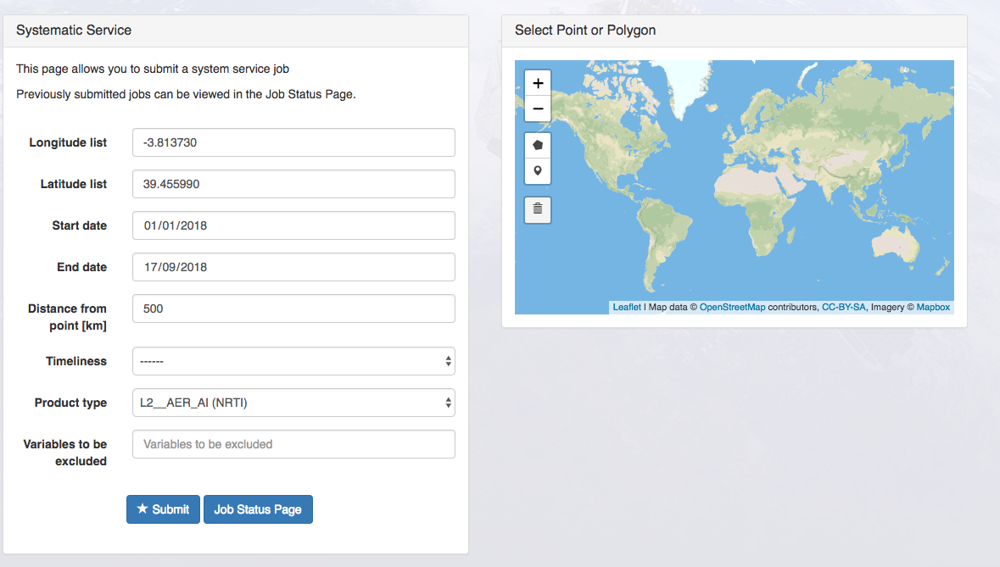 Systematic Service
This page allows you to submit a system service job
Previously submitted jobs can be viewed in the Job Status Page.
Longitude list
-3.813730
Latitude list
39.455990
Start date
01/01/2018
End date
17/09/2018
Distance from
point [km]
500
Timeliness
------
Product type
L2__AER_AI (NRTI)
Variables to be
excluded
Variables to be excluded
★ Submit
Job Status Page
Select Point or Polygon
+
−
Leaflet | Map data © OpenStreetMap contributors, CC-BY-SA, Imagery © Mapbox